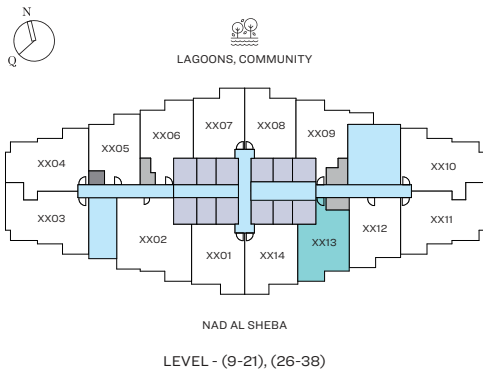 N
Q
LAGOONS, COMMUNITY
XX07 XX08
XX06 XX09
XX05
XX04 XX10
XX03 XX11
XX02 XX13 XX12
XX01 XX14
NAD AL SHEBA
LEVEL - (9-21), (26-38)